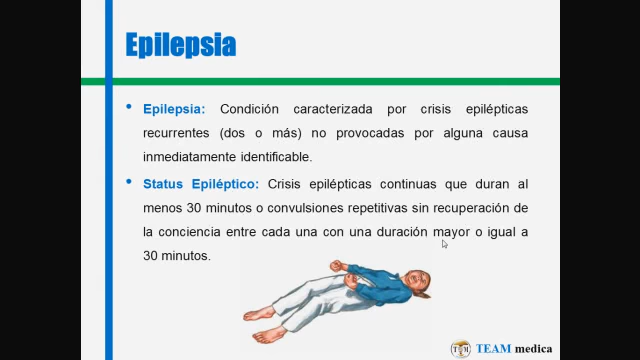 Epilepsia
• Epilepsia: Condición caracterizada por crisis epilépticas
recurrentes (dos o más) no provocadas por alguna causa
inmediatamente identificable.
• Status Epiléptico: Crisis epilépticas continuas que duran al
menos 30 minutos o convulsiones repetitivas sin recuperación de
la conciencia entre cada una con una duración mayor o igual a
30 minutos.
TEAM medica